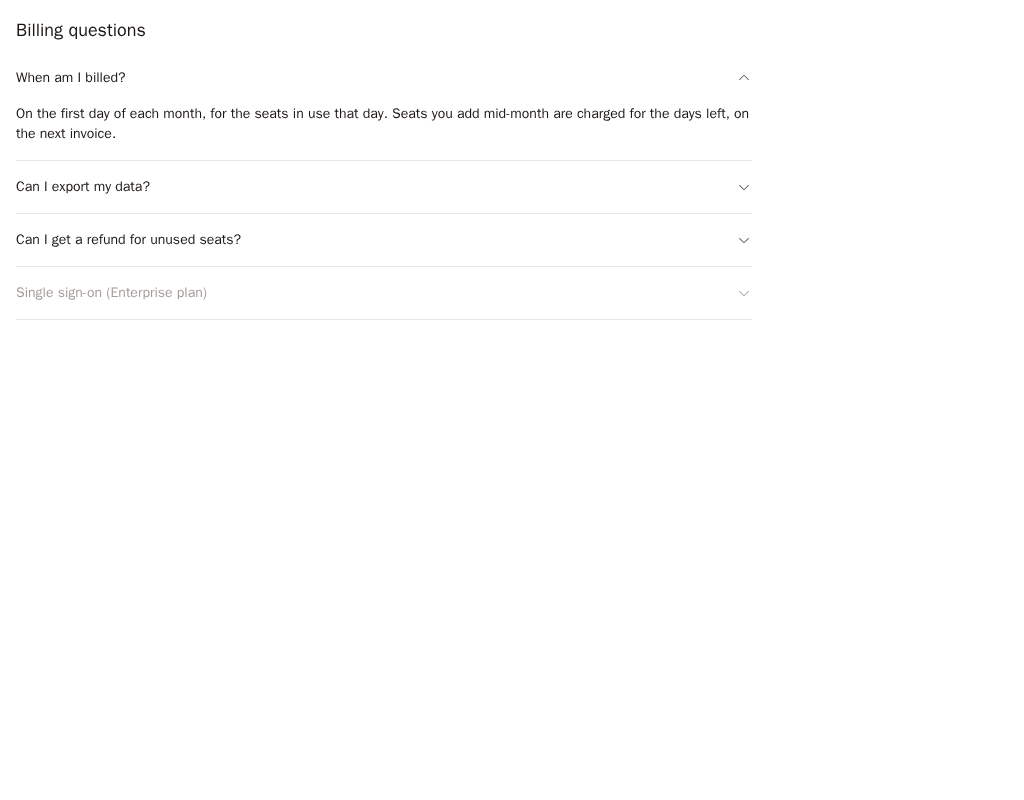 Billing questions
When am I billed?
On the first day of each month, for the seats in use that day. Seats you add mid-month are charged for the days left, on
the next invoice.
Can I export my data?
Can I get a refund for unused seats?
Single sign-on (Enterprise plan)